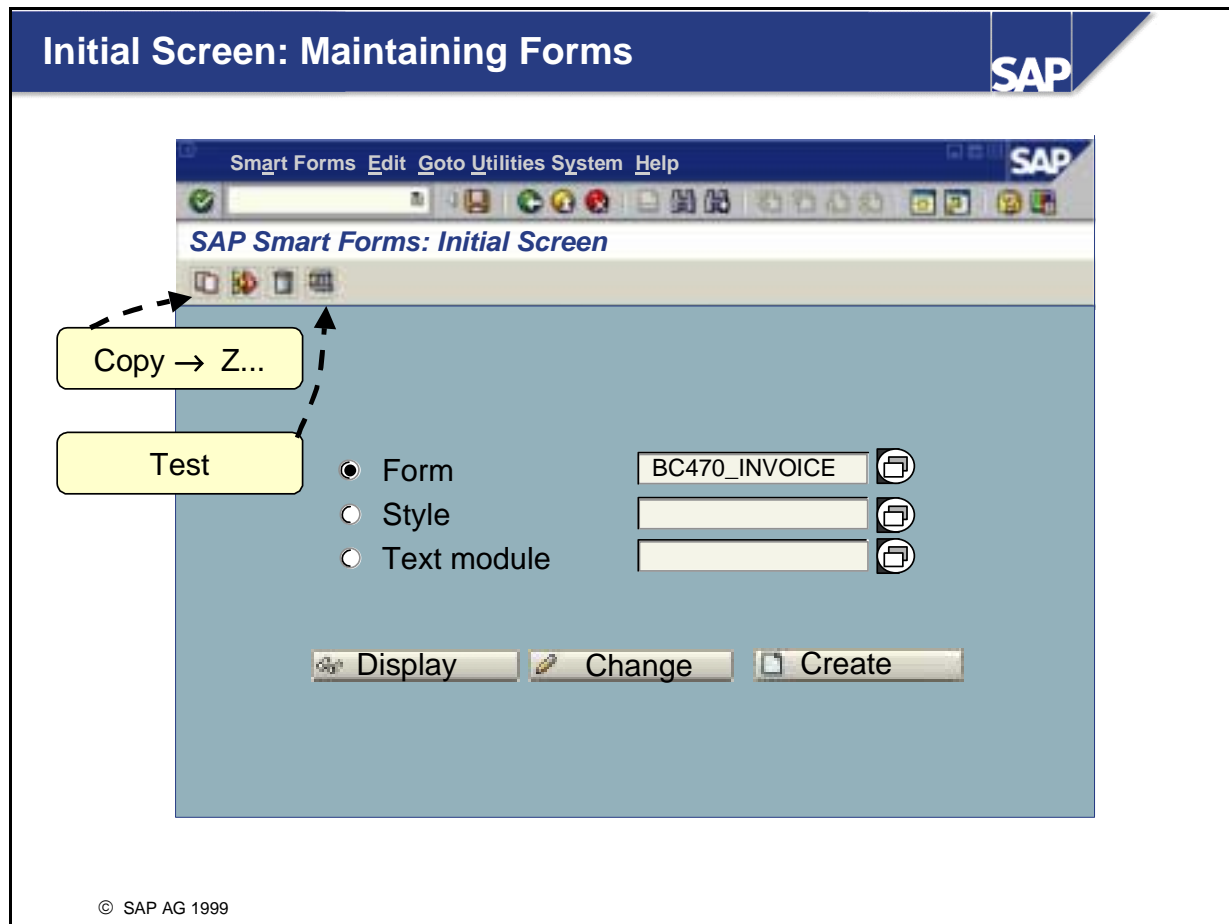 Initial Screen: Maintaining Forms
SAP
Smart Forms Edit Goto Utilities System Help
SAP
SAP Smart Forms: Initial Screen
Copy → Z...
Test
Form BC470_INVOICE
Style
Text module
Display Change Create
© SAP AG 1999